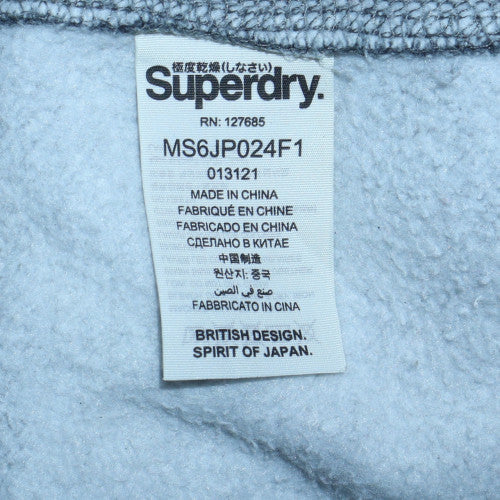 極度乾燥(しなさい)
Superdry.
RN: 127685
MS6JP024F1
013121
MADE IN CHINA
FABRIQUÉ EN CHINE
FABRICADO EN CHINA
СДЕЛАНО В КИТАЕ
中国制造
원산지: 중국
صنع في الصين
FABBRICATO IN CINA
BRITISH DESIGN.
SPIRIT OF JAPAN.